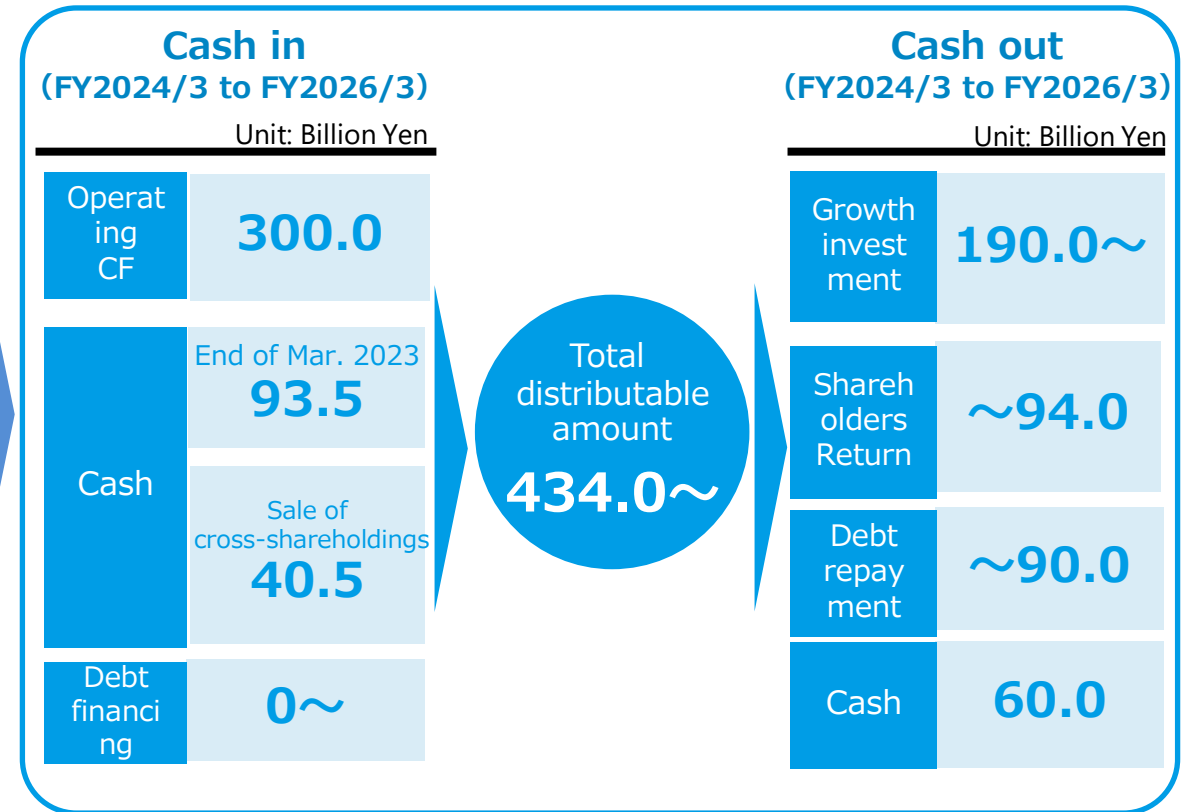 Cash in
(FY2024/3 to FY2026/3)
Unit: Billion Yen
Operat
ing
CF
300.0
Cash
End of Mar. 2023
93.5
Sale of
cross-shareholdings
40.5
Debt
financi
ng
0～
Total
distributable
amount
434.0～
Cash out
(FY2024/3 to FY2026/3)
Unit: Billion Yen
Growth
invest
ment
190.0～
Shareh
olders
Return
～94.0
Debt
repay
ment
～90.0
Cash
60.0